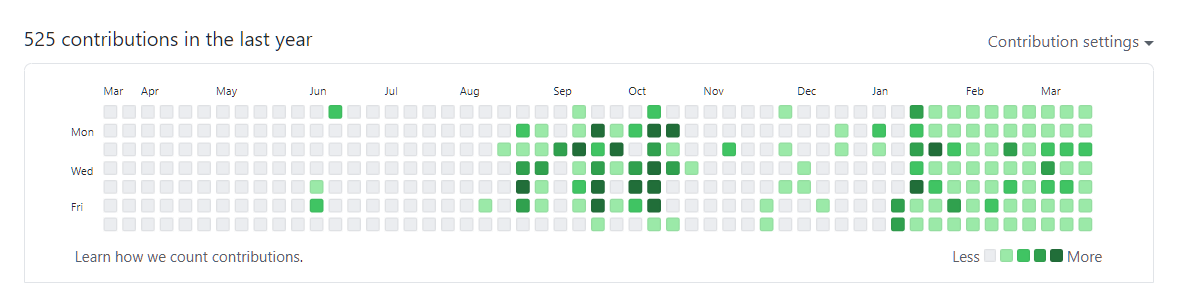 525 contributions in the last year
Contribution settings
Mar Apr May Jun Jul Aug Sep Oct Nov Dec Jan Feb Mar
Mon
Wed
Fri
Learn how we count contributions.
Less More